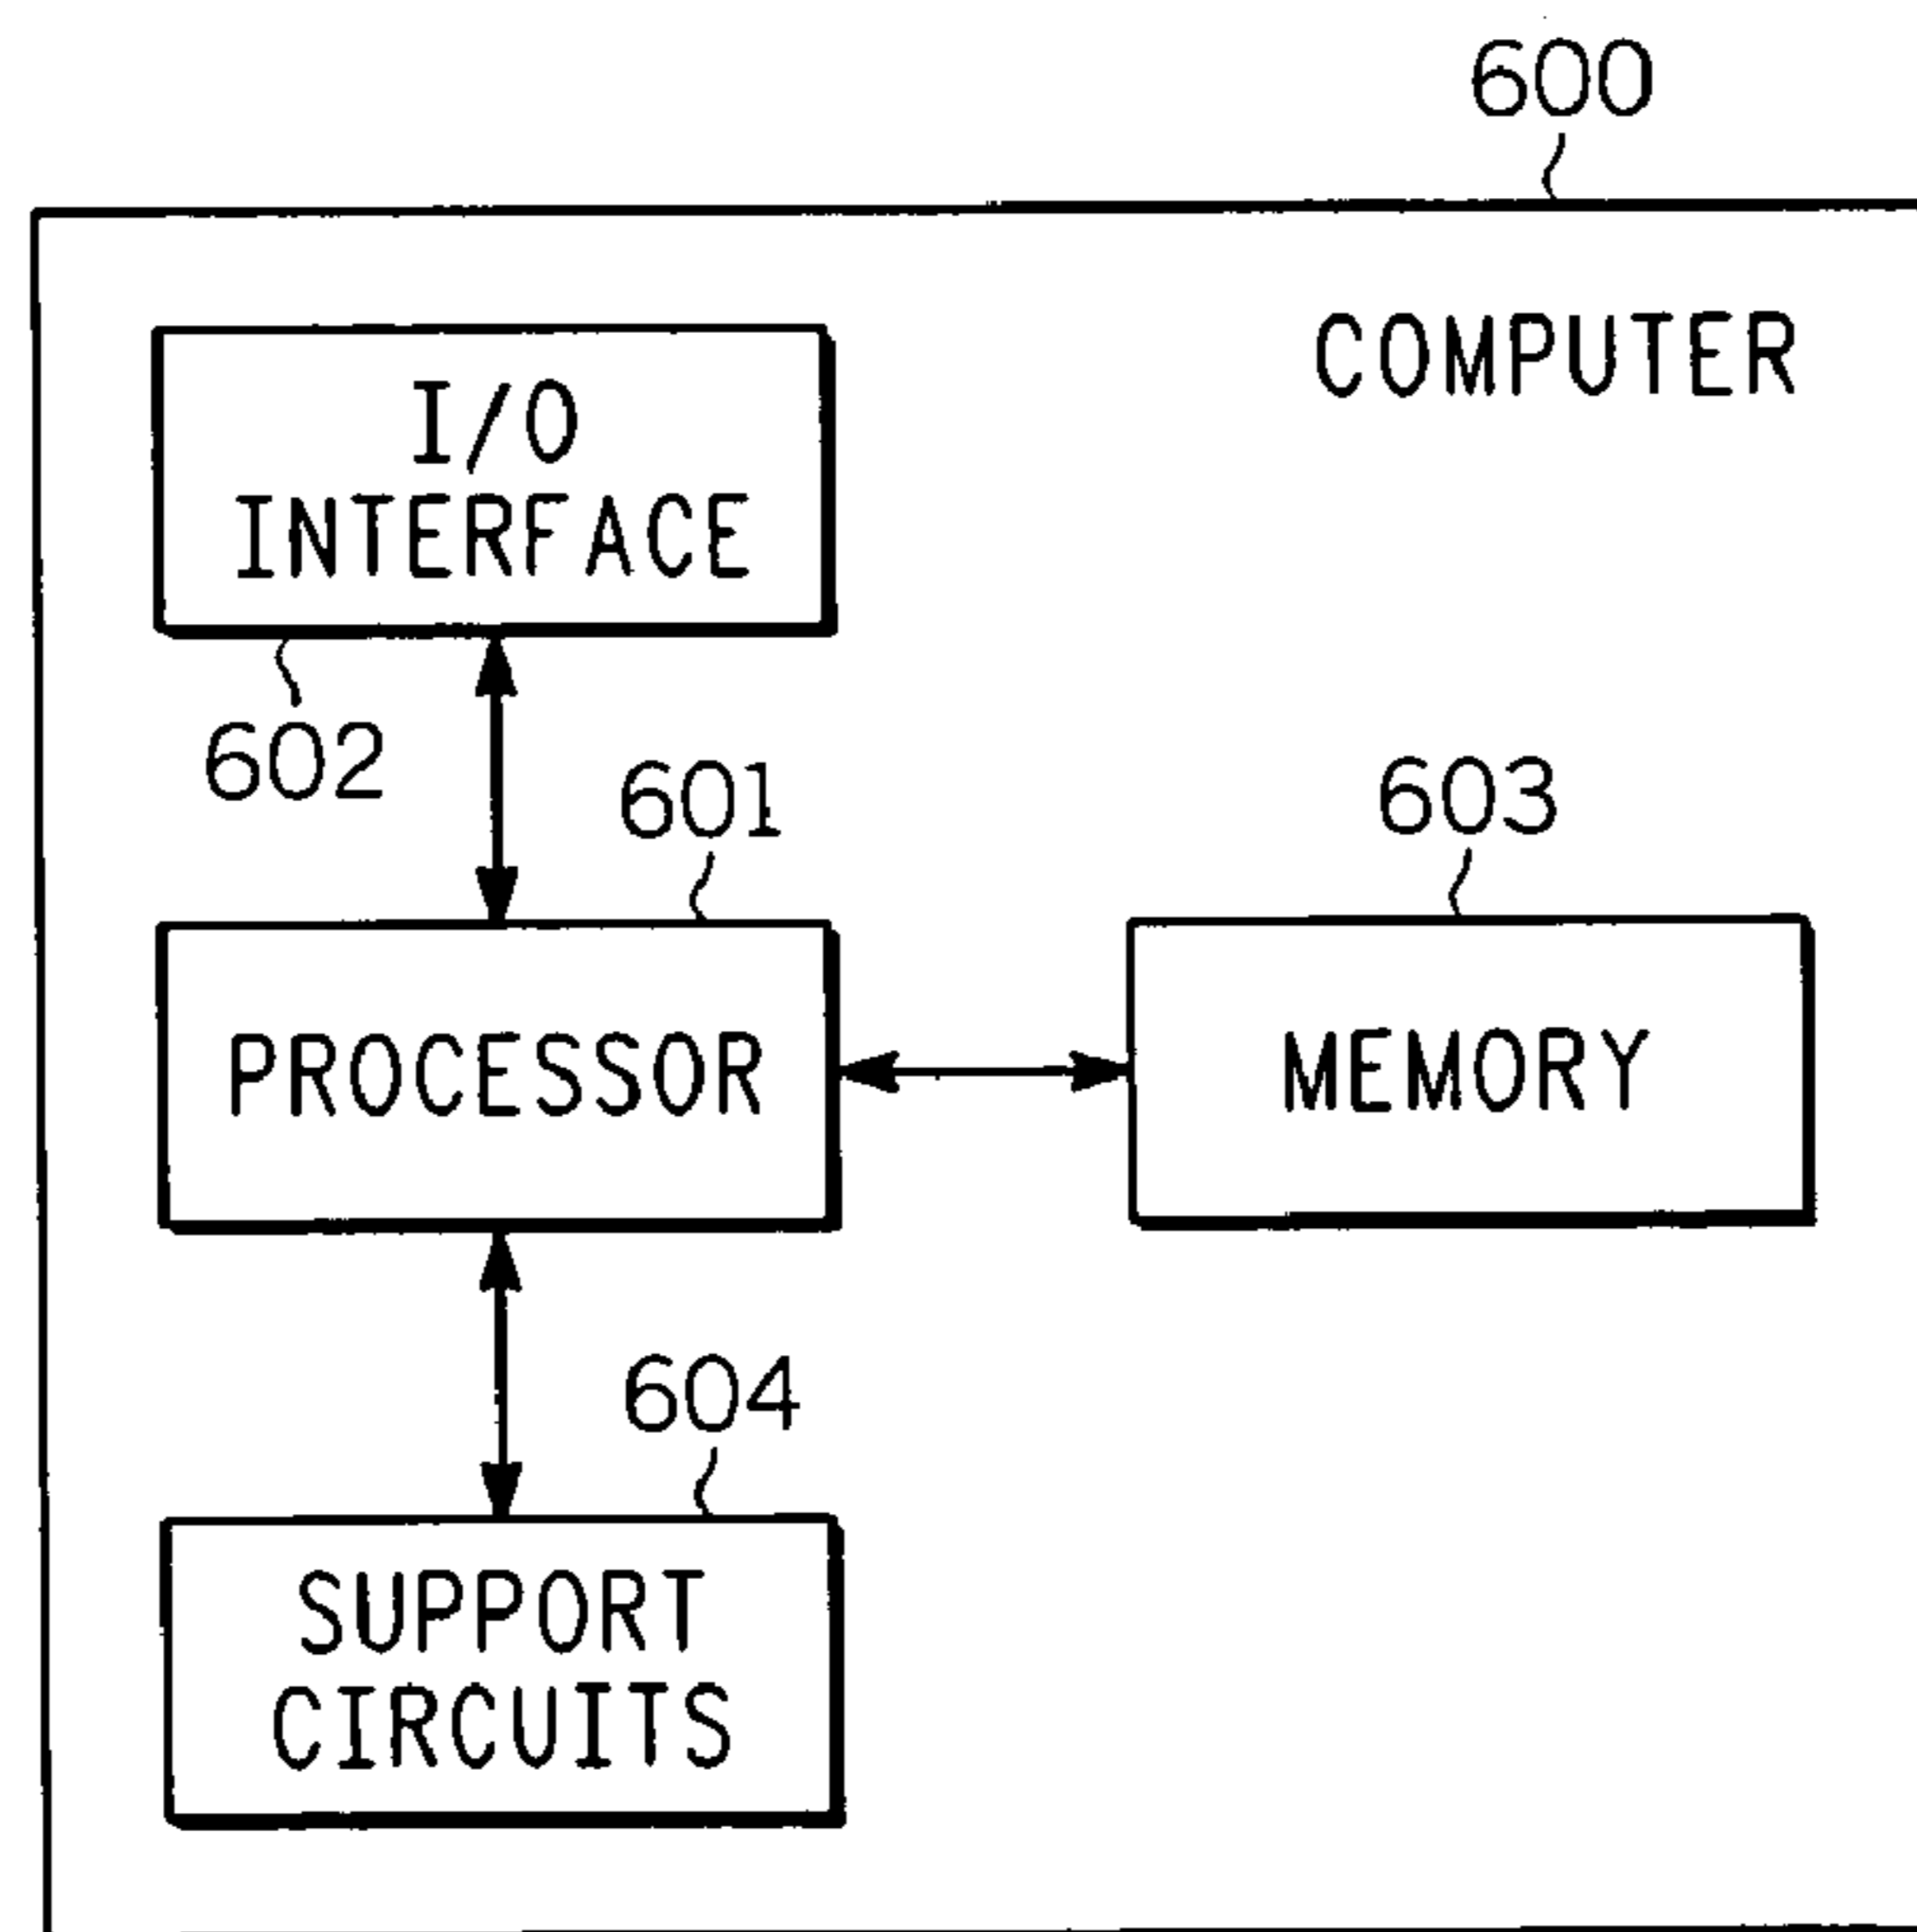 600
COMPUTER
I/O
INTERFACE
602
601
603
PROCESSOR
MEMORY
604
SUPPORT
CIRCUITS